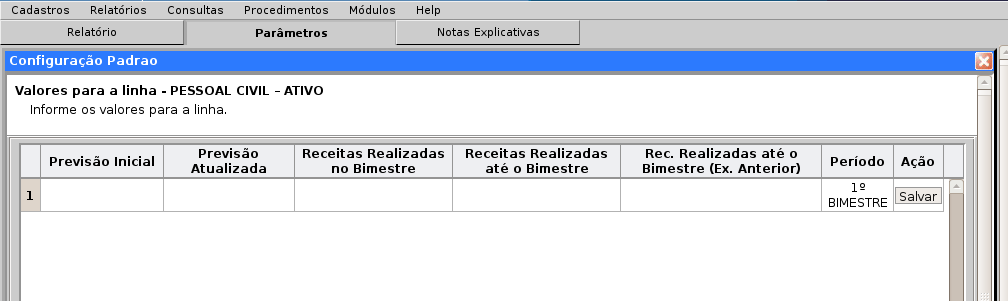 Cadastros Relatórios Consultas Procedimentos Módulos Help
Relatório Parâmetros Notas Explicativas
Configuração Padrao
Valores para a linha - PESSOAL CIVIL – ATIVO
Informe os valores para a linha.
Previsão Inicial
Previsão
Atualizada
Receitas Realizadas
no Bimestre
Receitas Realizadas
até o Bimestre
Rec. Realizadas até o
Bimestre (Ex. Anterior)
Período
Ação
1
1º
BIMESTRE
Salvar